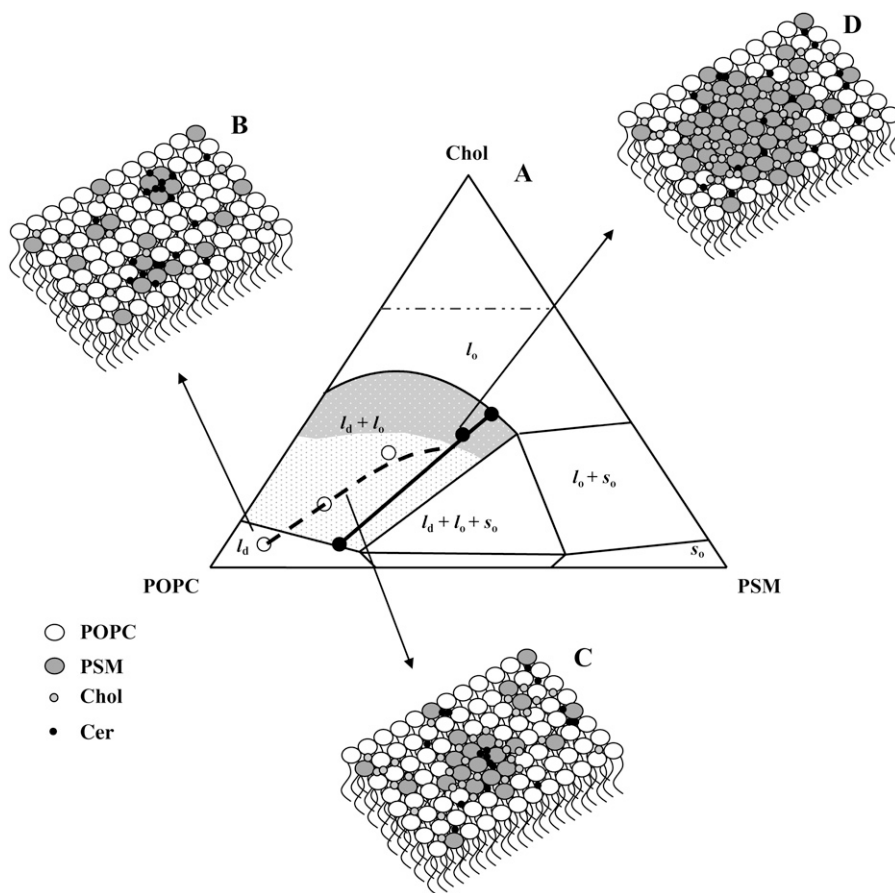 D
B
Chol
A
lo
ld + lo
lo + so
ld + lo + so
ld
so
POPC
PSM
POPC
PSM
Chol
Cer
C